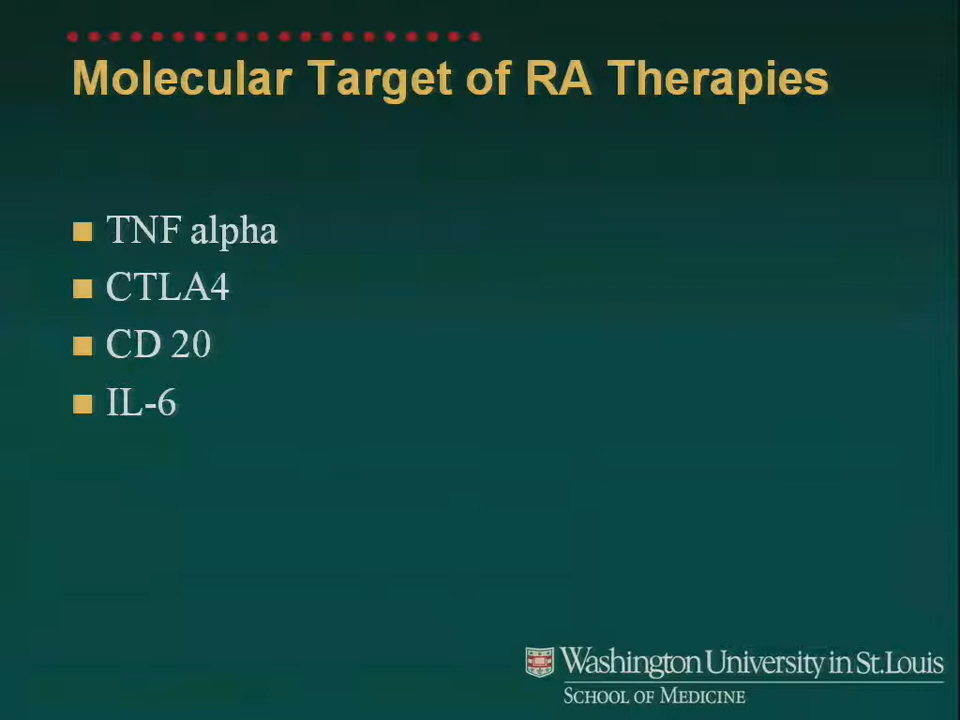 Molecular Target of RA Therapies
TNF alpha
CTLA4
CD 20
IL-6
Washington University in St. Louis
SCHOOL OF MEDICINE